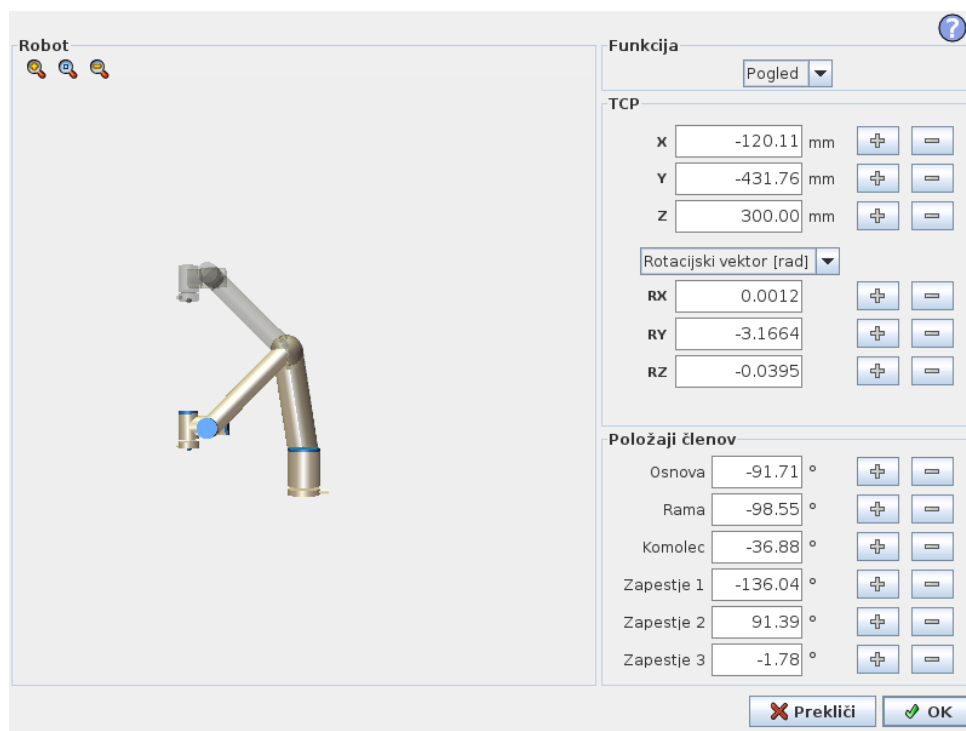 Robot
Funkcija
Pogled
TCP
X -120.11 mm
Y -431.76 mm
Z 300.00 mm
Rotacijski vektor [rad]
RX 0.0012
RY -3.1664
RZ -0.0395
Položaji členov
Osnova -91.71 °
Rama -98.55 °
Komolec -36.88 °
Zapestje 1 -136.04 °
Zapestje 2 91.39 °
Zapestje 3 -1.78 °
Prekliči OK